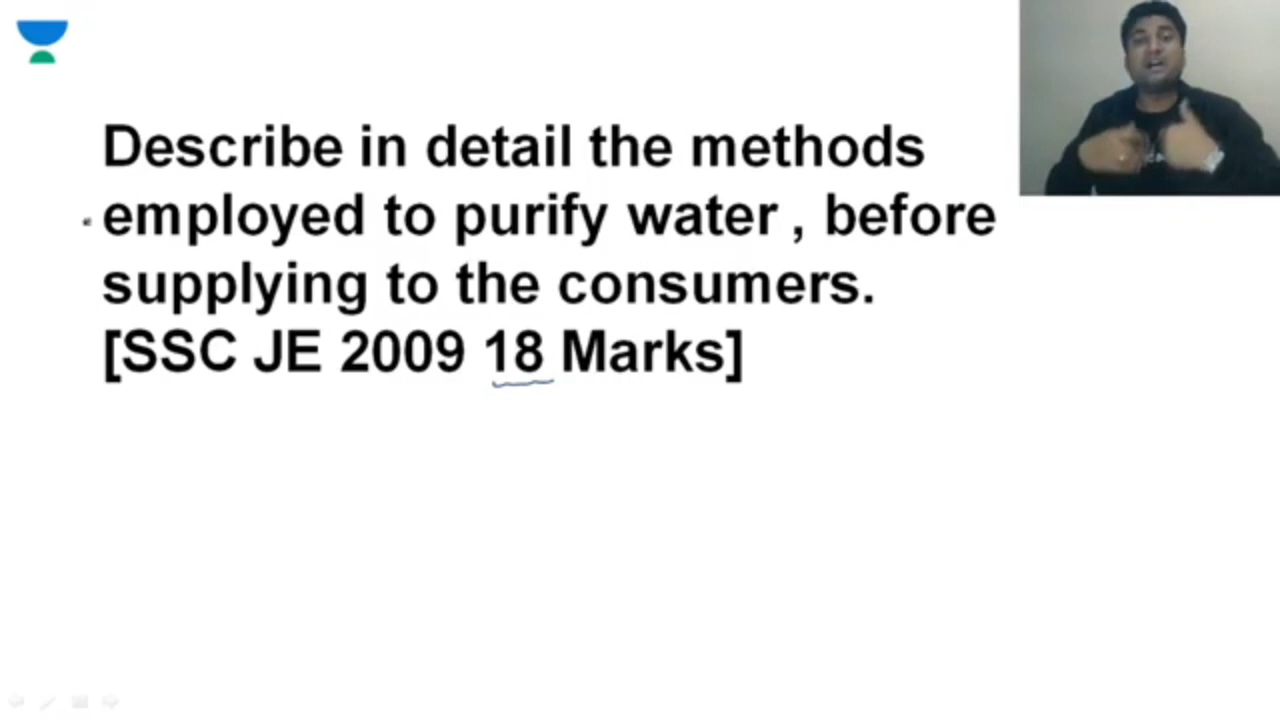 Describe in detail the methods
employed to purify water , before
supplying to the consumers.
[SSC JE 2009 18 Marks]